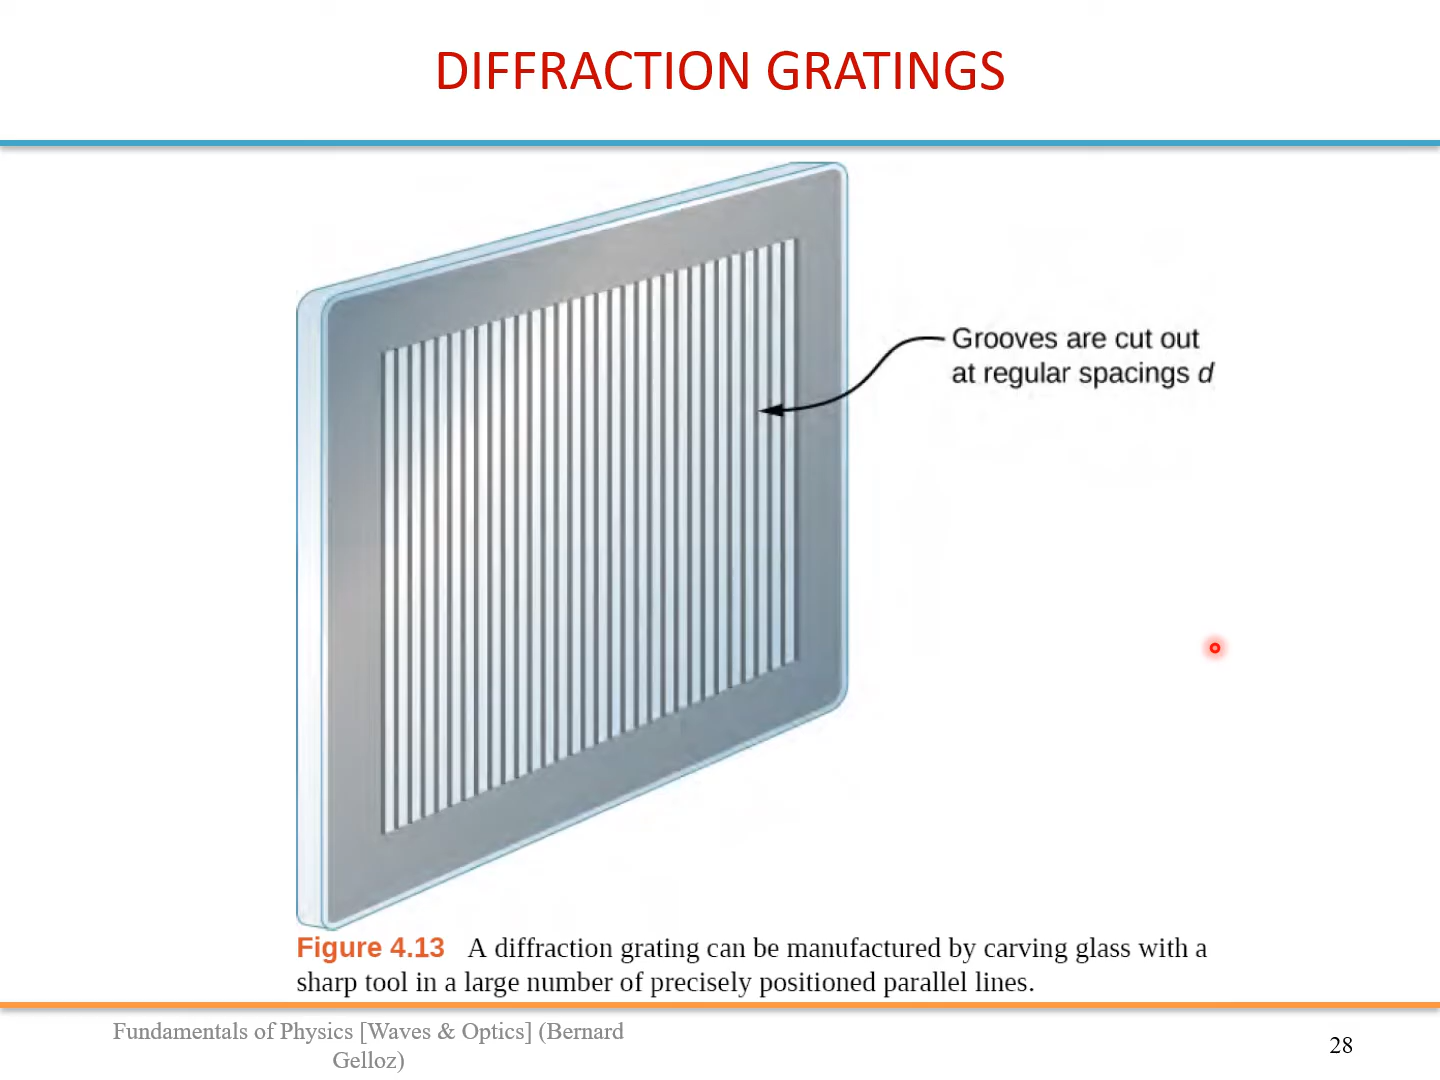 DIFFRACTION GRATINGS
Grooves are cut out
at regular spacings d
Figure 4.13 A diffraction grating can be manufactured by carving glass with a
sharp tool in a large number of precisely positioned parallel lines.
Fundamentals of Physics [Waves & Optics] (Bernard
Gelloz)
28